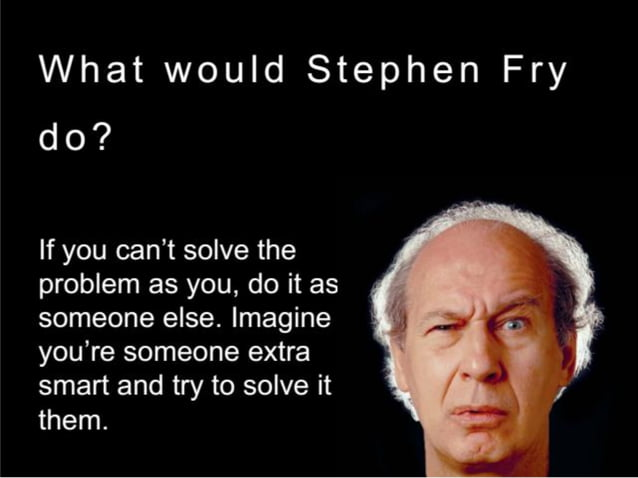 What would Stephen Fry
do?
If you can’t solve the
problem as you, do it as
someone else. Imagine
you’re someone extra
smart and try to solve it
them.